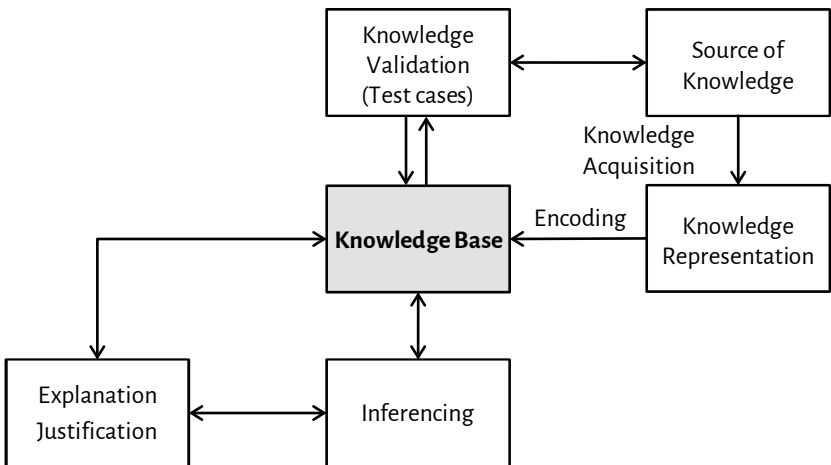 Knowledge
Validation
(Test cases)
Source of
Knowledge
Knowledge
Acquisition
Knowledge Base
Encoding
Knowledge
Representation
Explanation
Justification
Inferencing